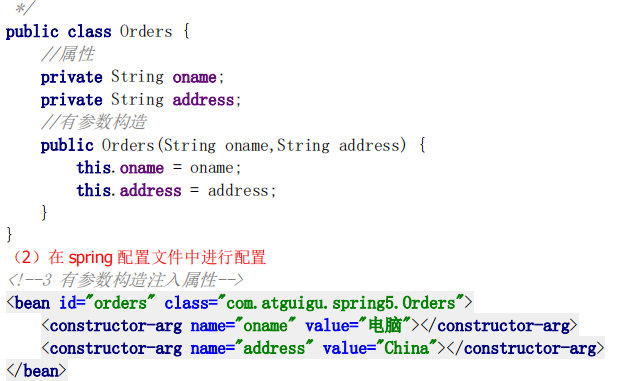 */
public class Orders {
//属性
private String oname;
private String address;
//有参数构造
public Orders(String oname,String address) {
this.oname = oname;
this.address = address;
}
}
（2）在 spring 配置文件中进行配置
<!--3 有参数构造注入属性-->
<bean id="orders" class="com.atguigu.spring5.Orders">
<constructor-arg name="oname" value="电脑"></constructor-arg>
<constructor-arg name="address" value="China"></constructor-arg>
</bean>